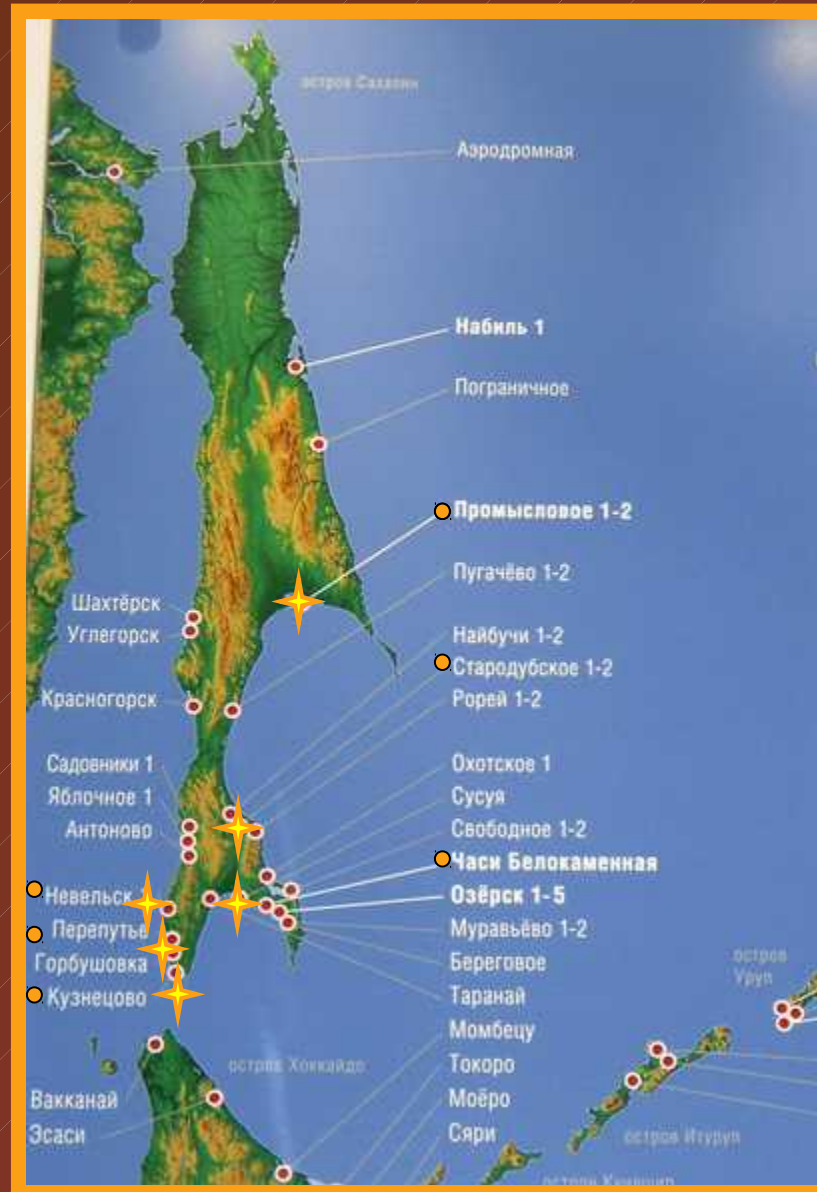 остров Сахалин
Аэродромная
Набиль 1
Пограничное
Промысловое 1-2
Пугачёво 1-2
Шахтёрск
Углегорск
Найбучи 1-2
Стародубское 1-2
Рорей 1-2
Красногорск
Садовники 1
Яблочное 1
Антоново
Охотское 1
Сусуя
Свободное 1-2
Часи Белокаменная
Озёрск 1-5
Невельск
Перепутье
Горбушовка
Кузнецово
Муравьёво 1-2
Береговое
Таранай
Момбецу
Токоро
Моёро
Сяри
остров Уруп
остров Хоккайдо
Вакканай
Эсаси
остров Итуруп
остров Кунашир